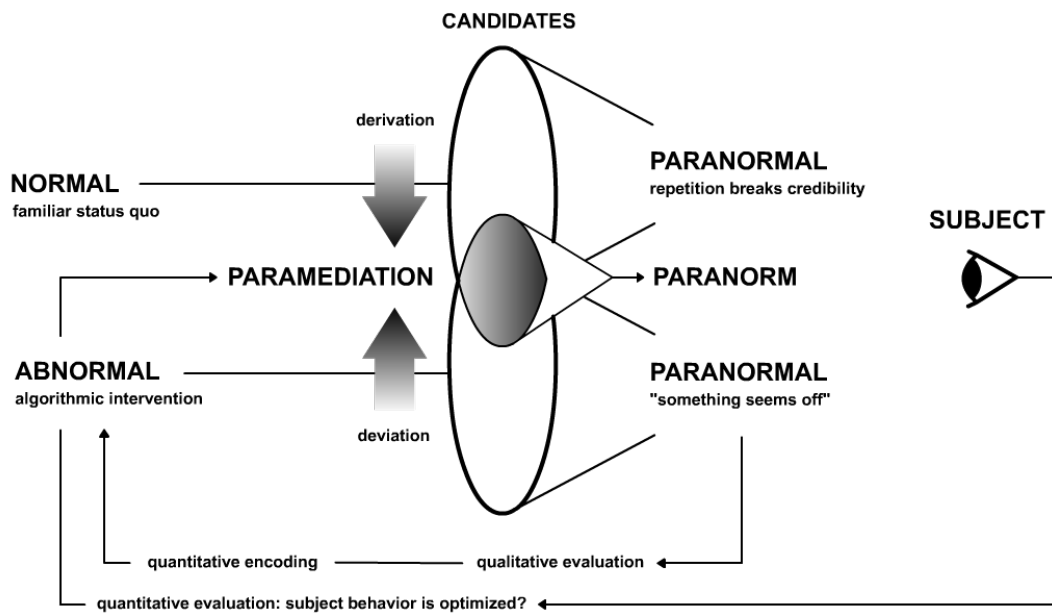 CANDIDATES
derivation
NORMAL
familiar status quo
PARANORMAL
repetition breaks credibility
SUBJECT
PARAMEDIATION
PARANORM
ABNORMAL
algorithmic intervention
PARANORMAL
"something seems off"
deviation
quantitative encoding
qualitative evaluation
quantitative evaluation: subject behavior is optimized?